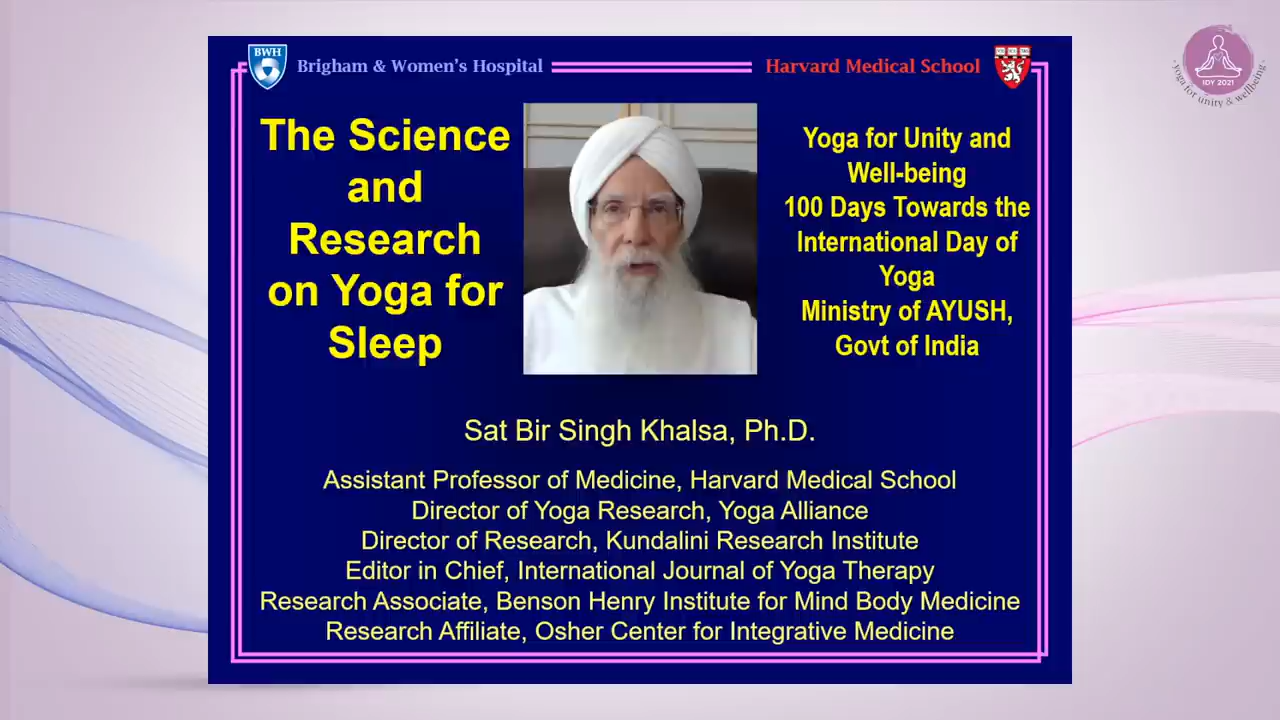 BWH
Brigham & Women's Hospital
Harvard Medical School
VE RI TAS
IDY 2021
yoga for unity & wellbeing
The Science
and
Research
on Yoga for
Sleep
Yoga for Unity and
Well-being
100 Days Towards the
International Day of
Yoga
Ministry of AYUSH,
Govt of India
Sat Bir Singh Khalsa, Ph.D.
Assistant Professor of Medicine, Harvard Medical School
Director of Yoga Research, Yoga Alliance
Director of Research, Kundalini Research Institute
Editor in Chief, International Journal of Yoga Therapy
Research Associate, Benson Henry Institute for Mind Body Medicine
Research Affiliate, Osher Center for Integrative Medicine